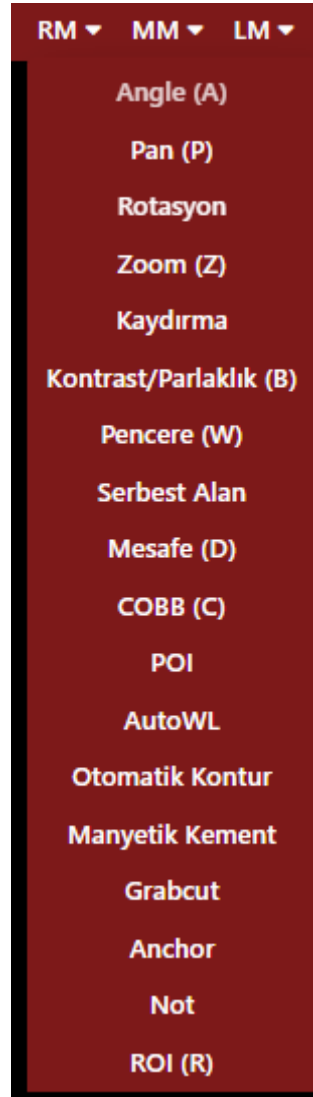 RM MM LM
Angle (A)
Pan (P)
Rotasyon
Zoom (Z)
Kaydırma
Kontrast/Parlaklık (B)
Pencere (W)
Serbest Alan
Mesafe (D)
COBB (C)
POI
AutoWL
Otomatik Kontur
Manyetik Kement
Grabcut
Anchor
Not
ROI (R)